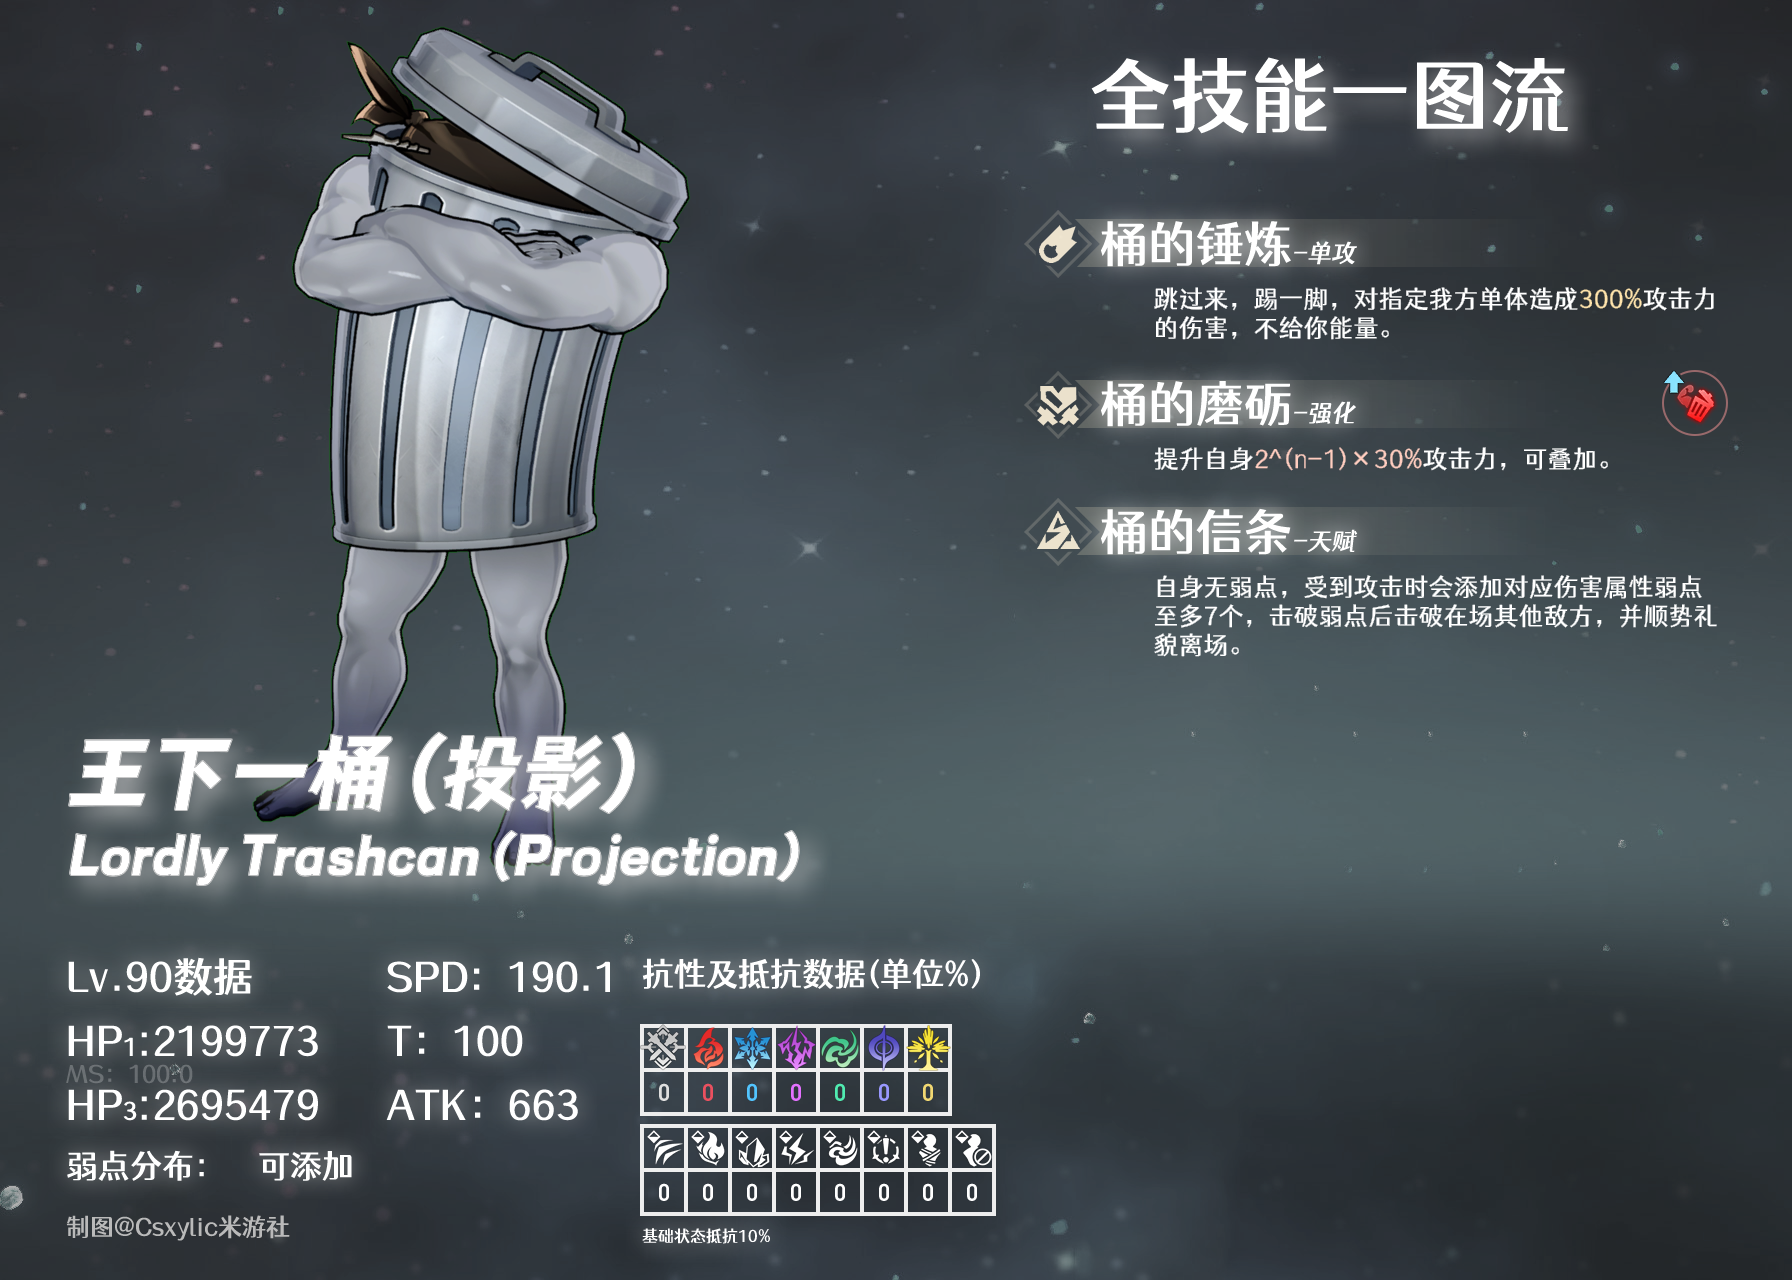 全技能一图流
桶的锤炼-单攻
跳过来，踢一脚，对指定我方单体造成300%攻击力
的伤害，不给你能量。
桶的磨砺-强化
提升自身2^(n-1)×30%攻击力，可叠加。
桶的信条-天赋
自身无弱点，受到攻击时会添加对应伤害属性弱点
至多7个，击破弱点后击破在场其他敌方，并顺势礼
貌离场。
王下一桶（投影）
Lordly Trashcan (Projection)
Lv.90数据
SPD：190.1
HP1:2199773
T：100
MS：100.0
HP3:2695479
ATK：663
弱点分布：
可添加
制图@Csxylic米游社
抗性及抵抗数据(单位%)
0 0 0 0 0 0 0
0 0 0 0 0 0 0 0
基础状态抵抗10%